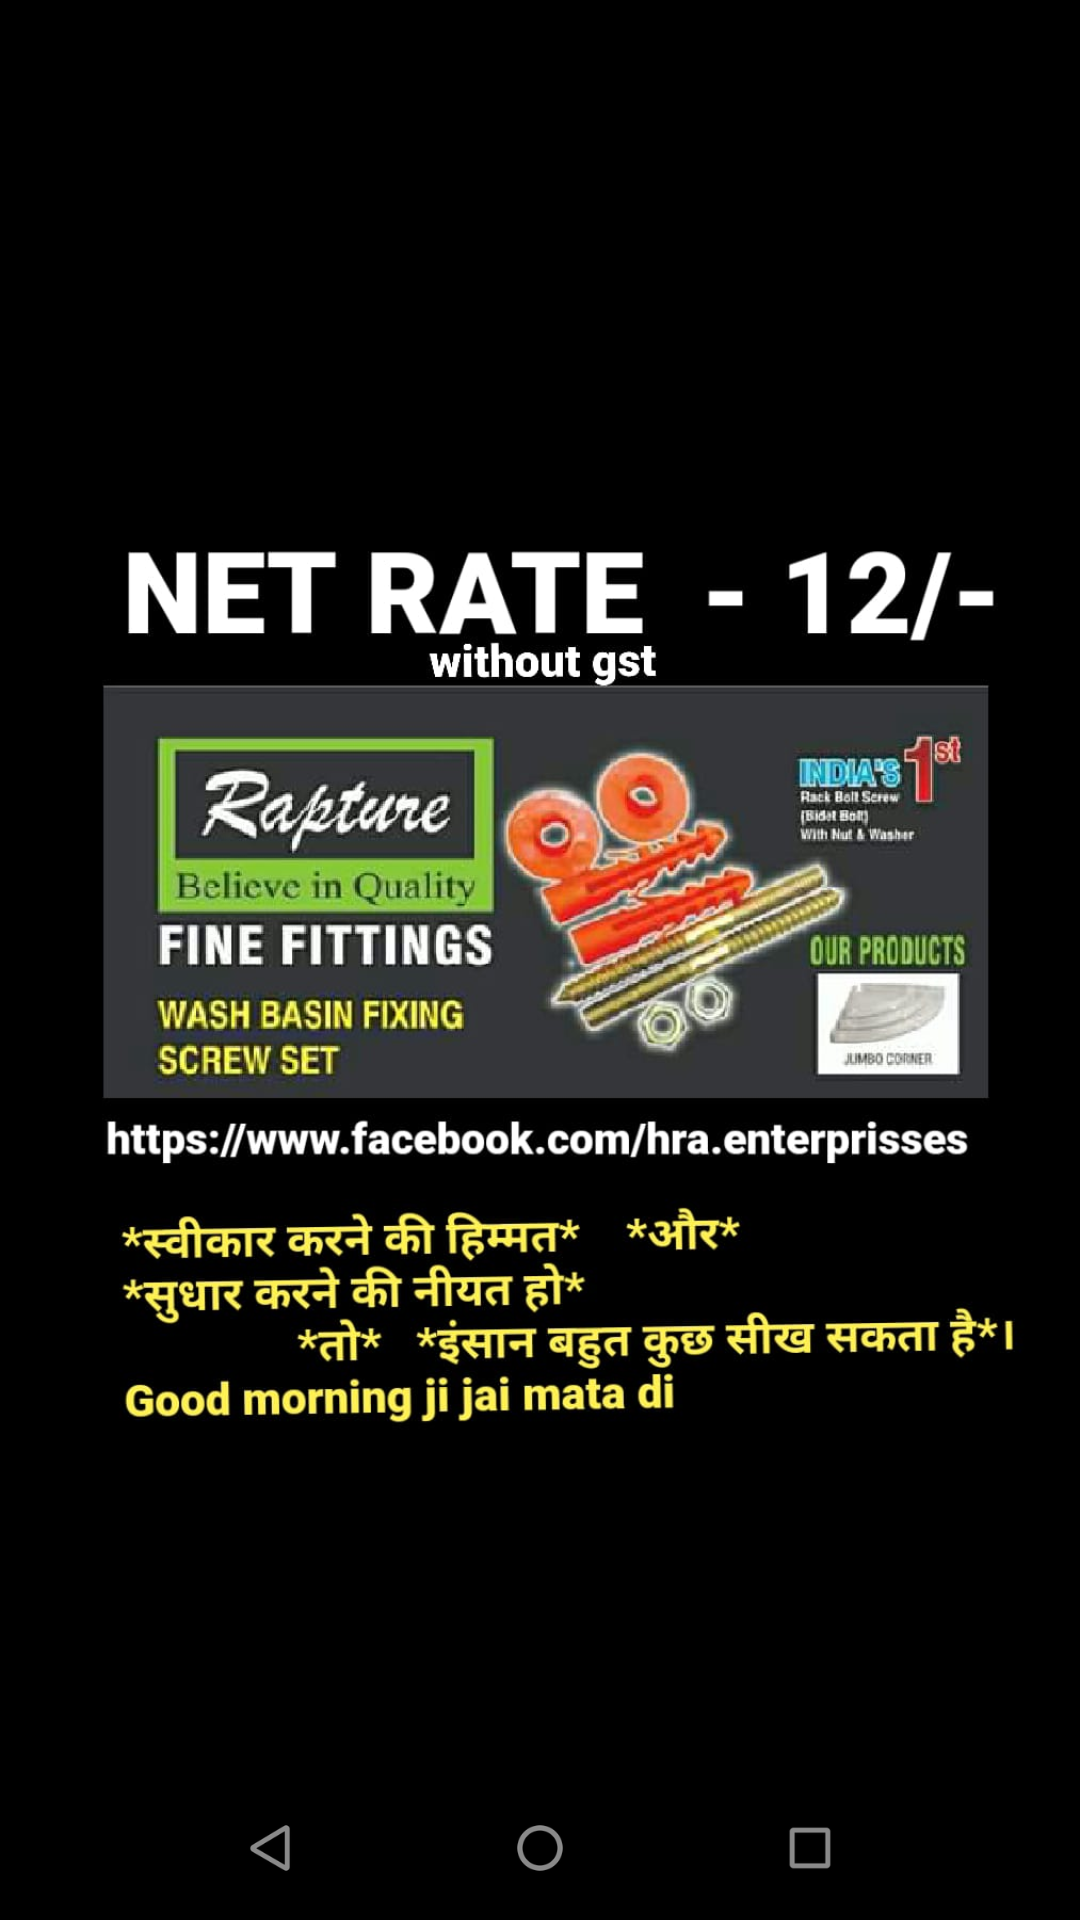 NET RATE - 12/-
without gst
Rapture
Believe in Quality
FINE FITTINGS
WASH BASIN FIXING
SCREW SET
INDIA'S 1st
Rack Bolt Screw
(Bidet Bolt)
With Nut & Washer
OUR PRODUCTS
JUMBO CORNER
https://www.facebook.com/hra.enterprisses
*स्वीकार करने की हिम्मत* *और*
*सुधार करने की नीयत हो*
*तो* *इंसान बहुत कुछ सीख सकता है*।
Good morning ji jai mata di